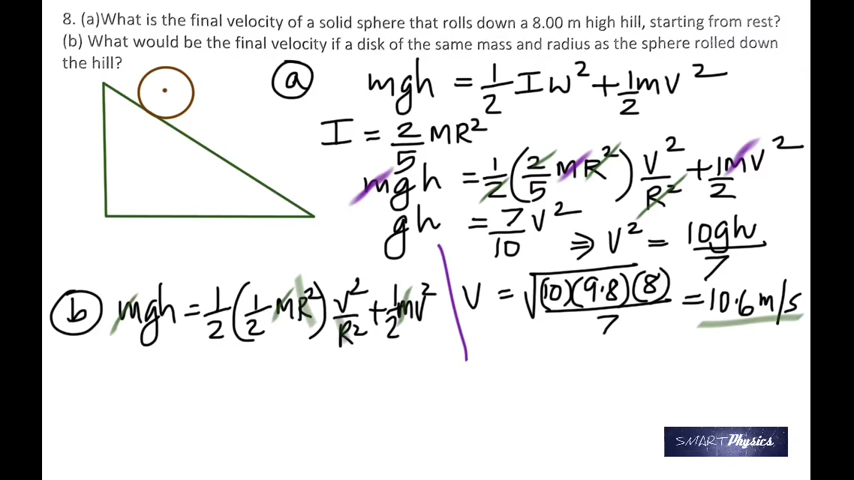 8. (a)What is the final velocity of a solid sphere that rolls down a 8.00 m high hill, starting from rest?
(b) What would be the final velocity if a disk of the same mass and radius as the sphere rolled down
the hill?
(a) mgh = 1/2 I ω² + 1/2 mv²
I = 2/5 MR²
mgh = 1/2 (2/5 MR²) V²/R² + 1/2 mv²
gh = 7/10 v² ⇒ v² = 10gh/7
V = √((10)(9.8)(8)/7) = 10.6 m/s
(b) mgh = 1/2 (1/2 MR²) v²/R² + 1/2 mv²
SMARTPhysics